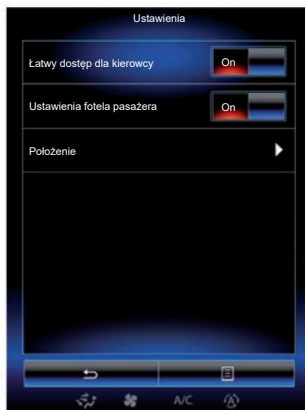 Ustawienia
Łatwy dostęp dla kierowcy
On
Ustawienia fotela pasażera
On
Położenie
A/C
A